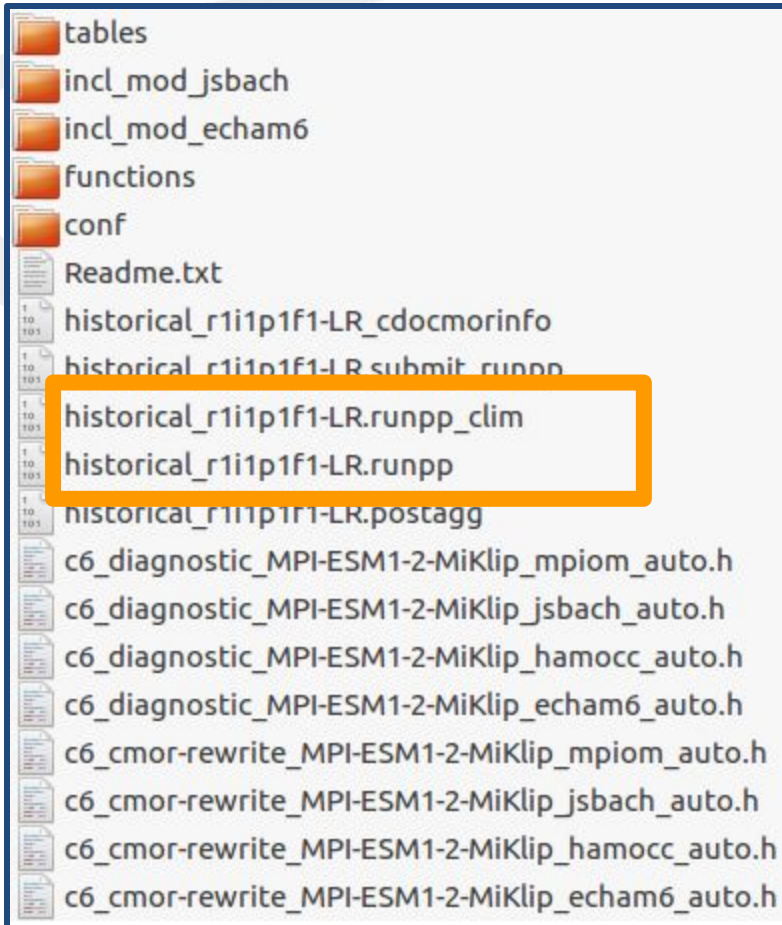 tables
incl_mod_jsbach
incl_mod_echam6
functions
conf
Readme.txt
historical_r1i1p1f1-LR_cdocmorinfo
historical_r1i1p1f1-LR.submit_runpp
historical_r1i1p1f1-LR.runpp_clim
historical_r1i1p1f1-LR.runpp
historical_r1i1p1f1-LR.postagg
c6_diagnostic_MPI-ESM1-2-MiKlip_mpiom_auto.h
c6_diagnostic_MPI-ESM1-2-MiKlip_jsbach_auto.h
c6_diagnostic_MPI-ESM1-2-MiKlip_hamocc_auto.h
c6_diagnostic_MPI-ESM1-2-MiKlip_echam6_auto.h
c6_cmor-rewrite_MPI-ESM1-2-MiKlip_mpiom_auto.h
c6_cmor-rewrite_MPI-ESM1-2-MiKlip_jsbach_auto.h
c6_cmor-rewrite_MPI-ESM1-2-MiKlip_hamocc_auto.h
c6_cmor-rewrite_MPI-ESM1-2-MiKlip_echam6_auto.h